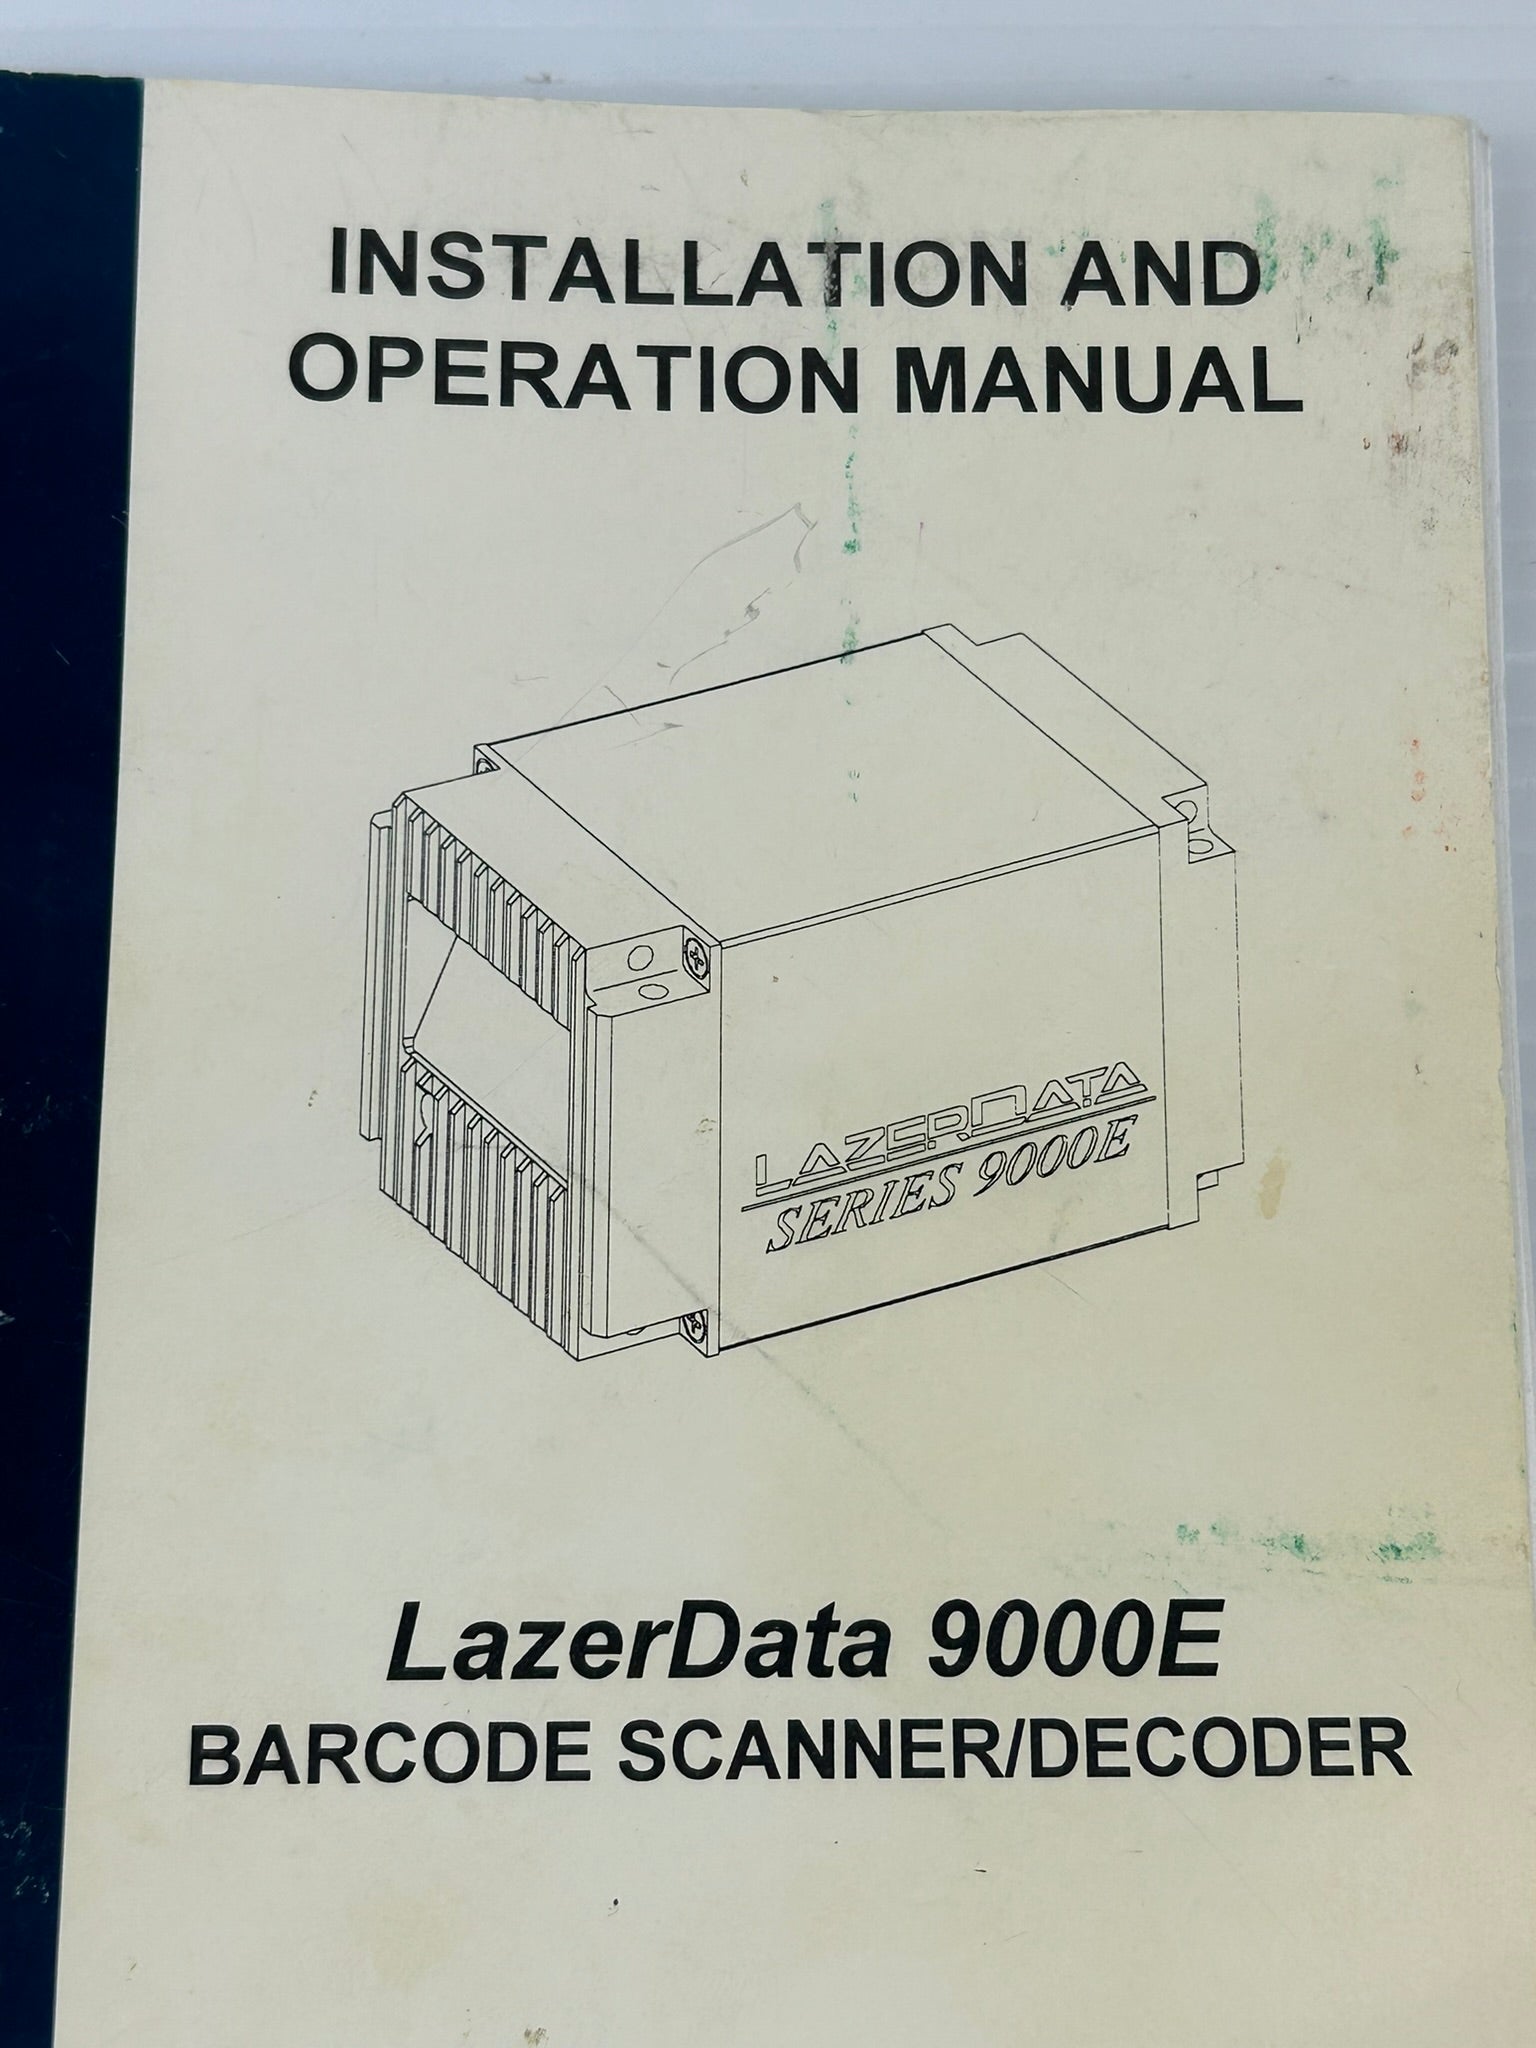 INSTALLATION AND
OPERATION MANUAL
LAZERDATA
SERIES 9000E
LazerData 9000E
BARCODE SCANNER/DECODER